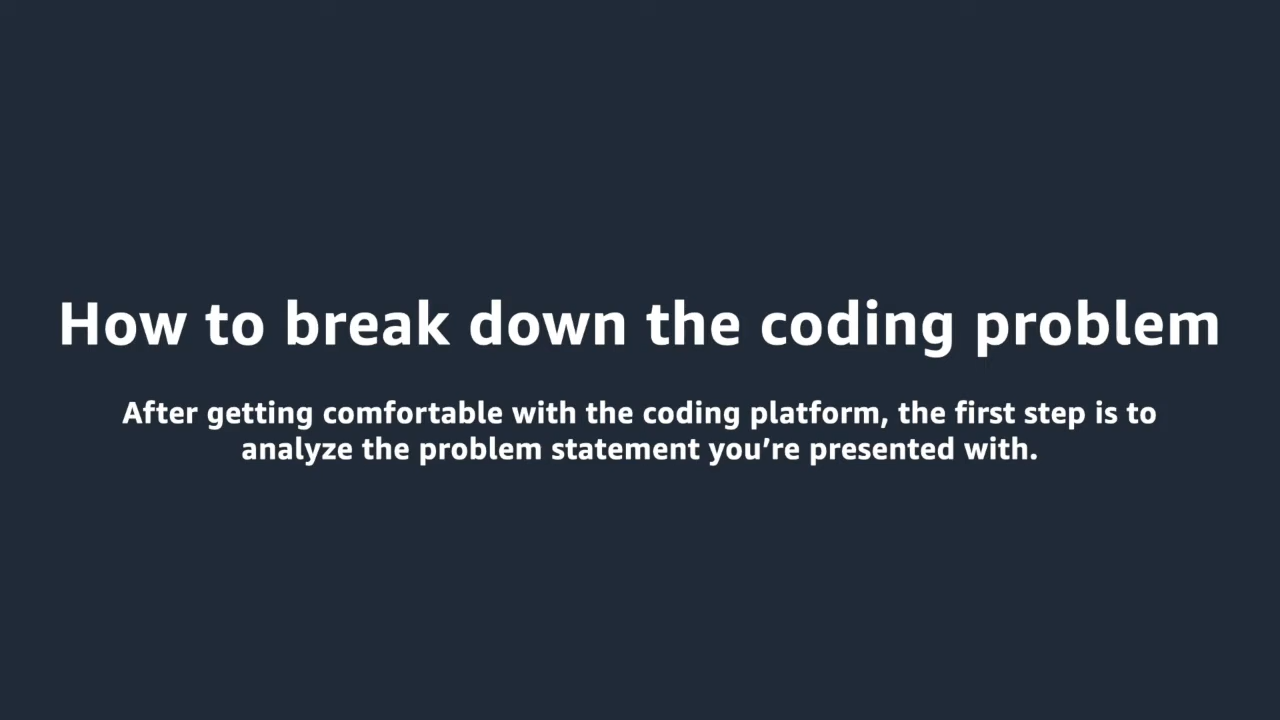 How to break down the coding problem
After getting comfortable with the coding platform, the first step is to
analyze the problem statement you’re presented with.